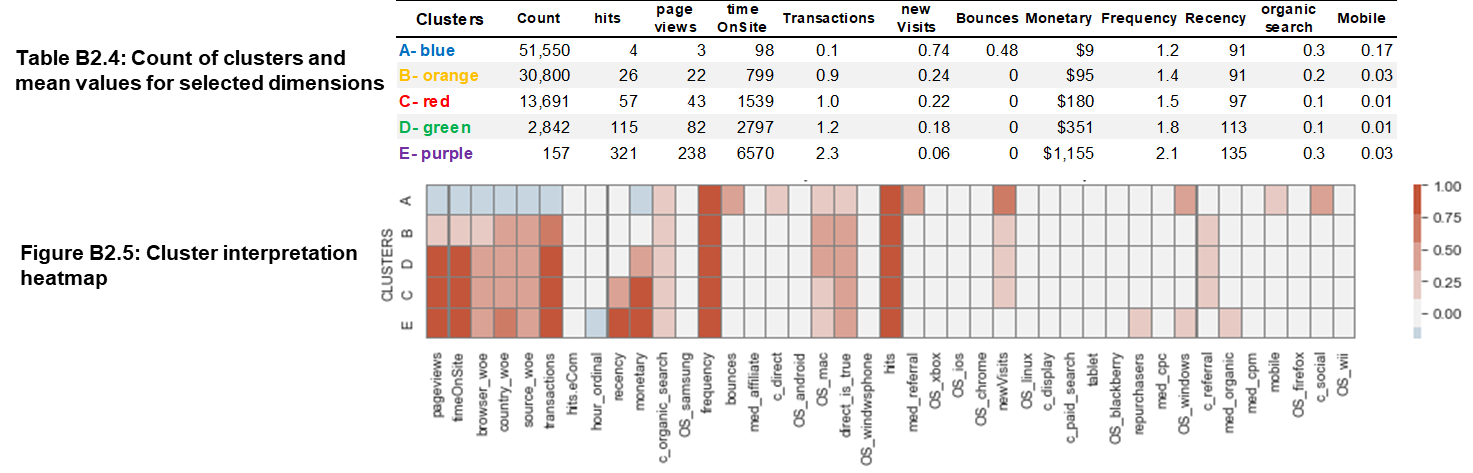 Table B2.4: Count of clusters and
mean values for selected dimensions
Clusters Count hits page views time OnSite Transactions new Visits Bounces Monetary Frequency Recency organic search Mobile
A- blue 51,550 4 3 98 0.1 0.74 0.48 $9 1.2 91 0.3 0.17
B- orange 30,800 26 22 799 0.9 0.24 0 $95 1.4 91 0.2 0.03
C- red 13,691 57 43 1539 1.0 0.22 0 $180 1.5 97 0.1 0.01
D- green 2,842 115 82 2797 1.2 0.18 0 $351 1.8 113 0.1 0.01
E- purple 157 321 238 6570 2.3 0.06 0 $1,155 2.1 135 0.3 0.03
Figure B2.5: Cluster interpretation
heatmap
CLUSTERS
A
B
D
C
E
1.00
0.75
0.50
0.25
0.00
pageviews
timeOnSite
browser_woe
country_woe
source_woe
transactions
hits.eCom
hour_ordinal
recency
monetary
c_organic_search
OS_samsung
frequency
bounces
med_affiliate
c_direct
OS_android
OS_mac
direct_is_true
OS_windwsphone
hits
med_referral
OS_xbox
OS_ios
OS_chrome
newVisits
OS_linux
c_display
c_paid_search
tablet
OS_blackberry
repurchasers
med_cpc
OS_windows
c_referral
med_organic
med_cpm
mobile
OS_firefox
c_social
OS_wii